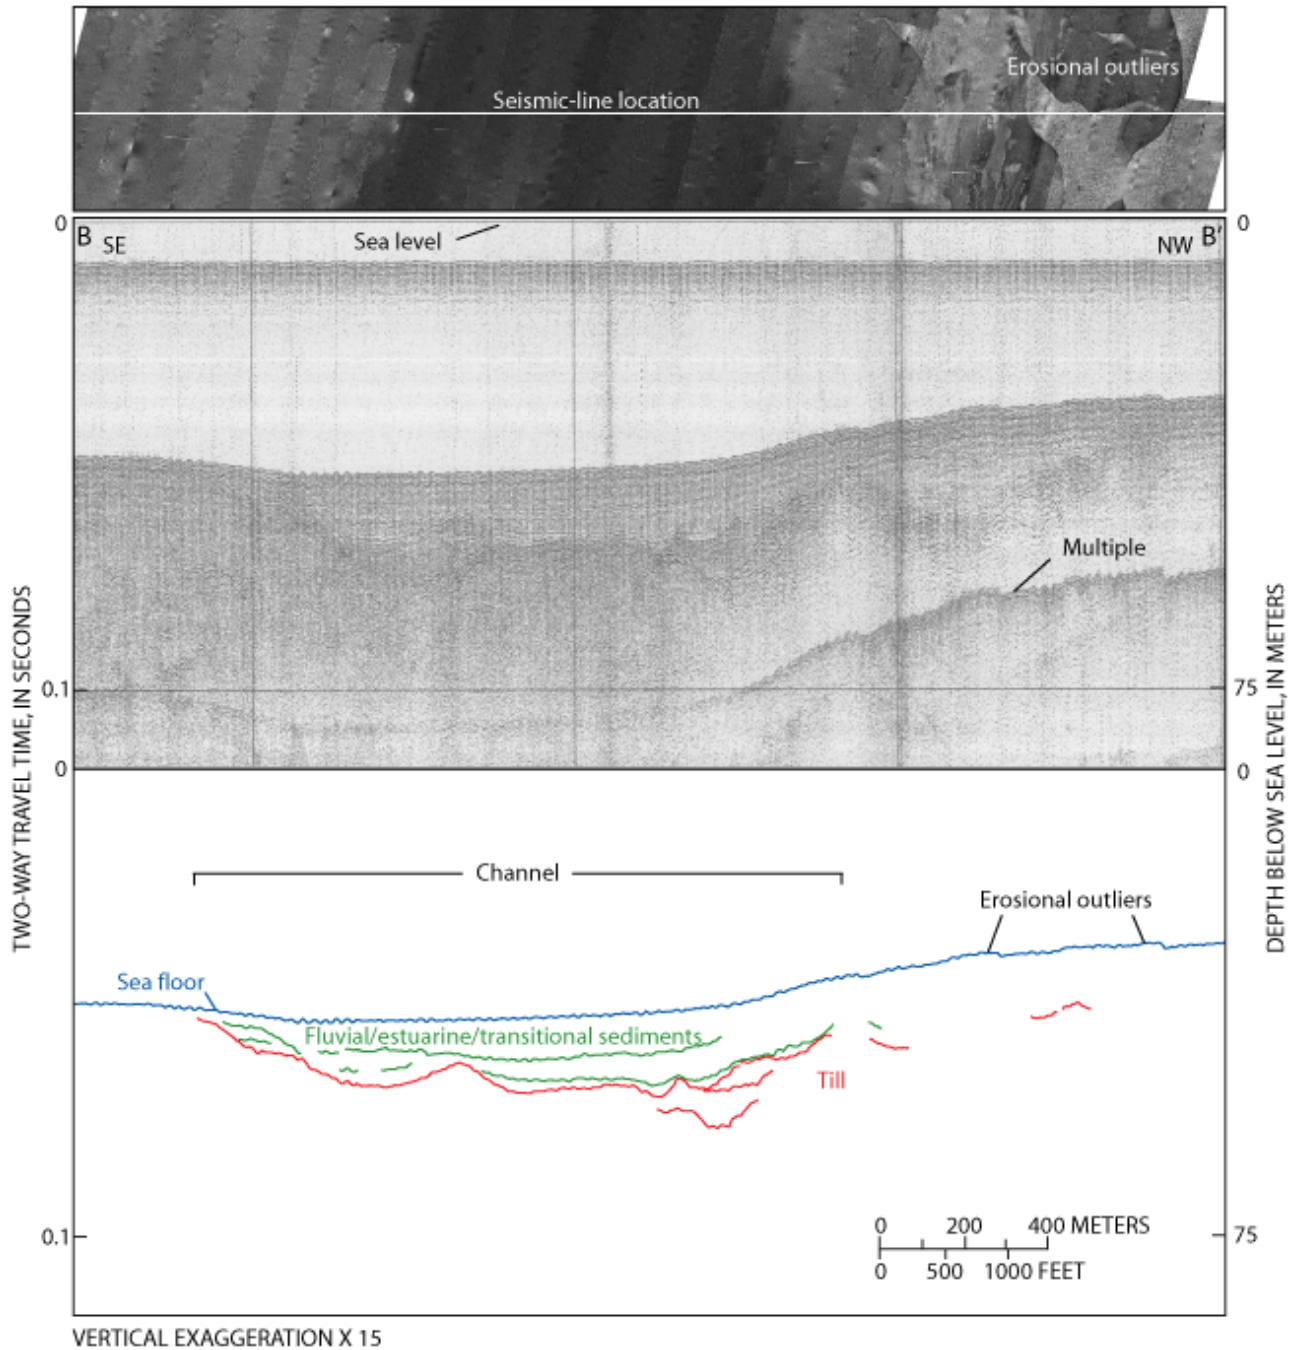 Erosional outliers
Seismic-line location
0
B SE
Sea level
NW B′
0
Multiple
0.1
75
0
0
TWO-WAY TRAVEL TIME, IN SECONDS
DEPTH BELOW SEA LEVEL, IN METERS
Channel
Erosional outliers
Sea floor
Fluvial/estuarine/transitional sediments
Till
0 200 400 METERS
0.1
75
0 500 1000 FEET
VERTICAL EXAGGERATION X 15